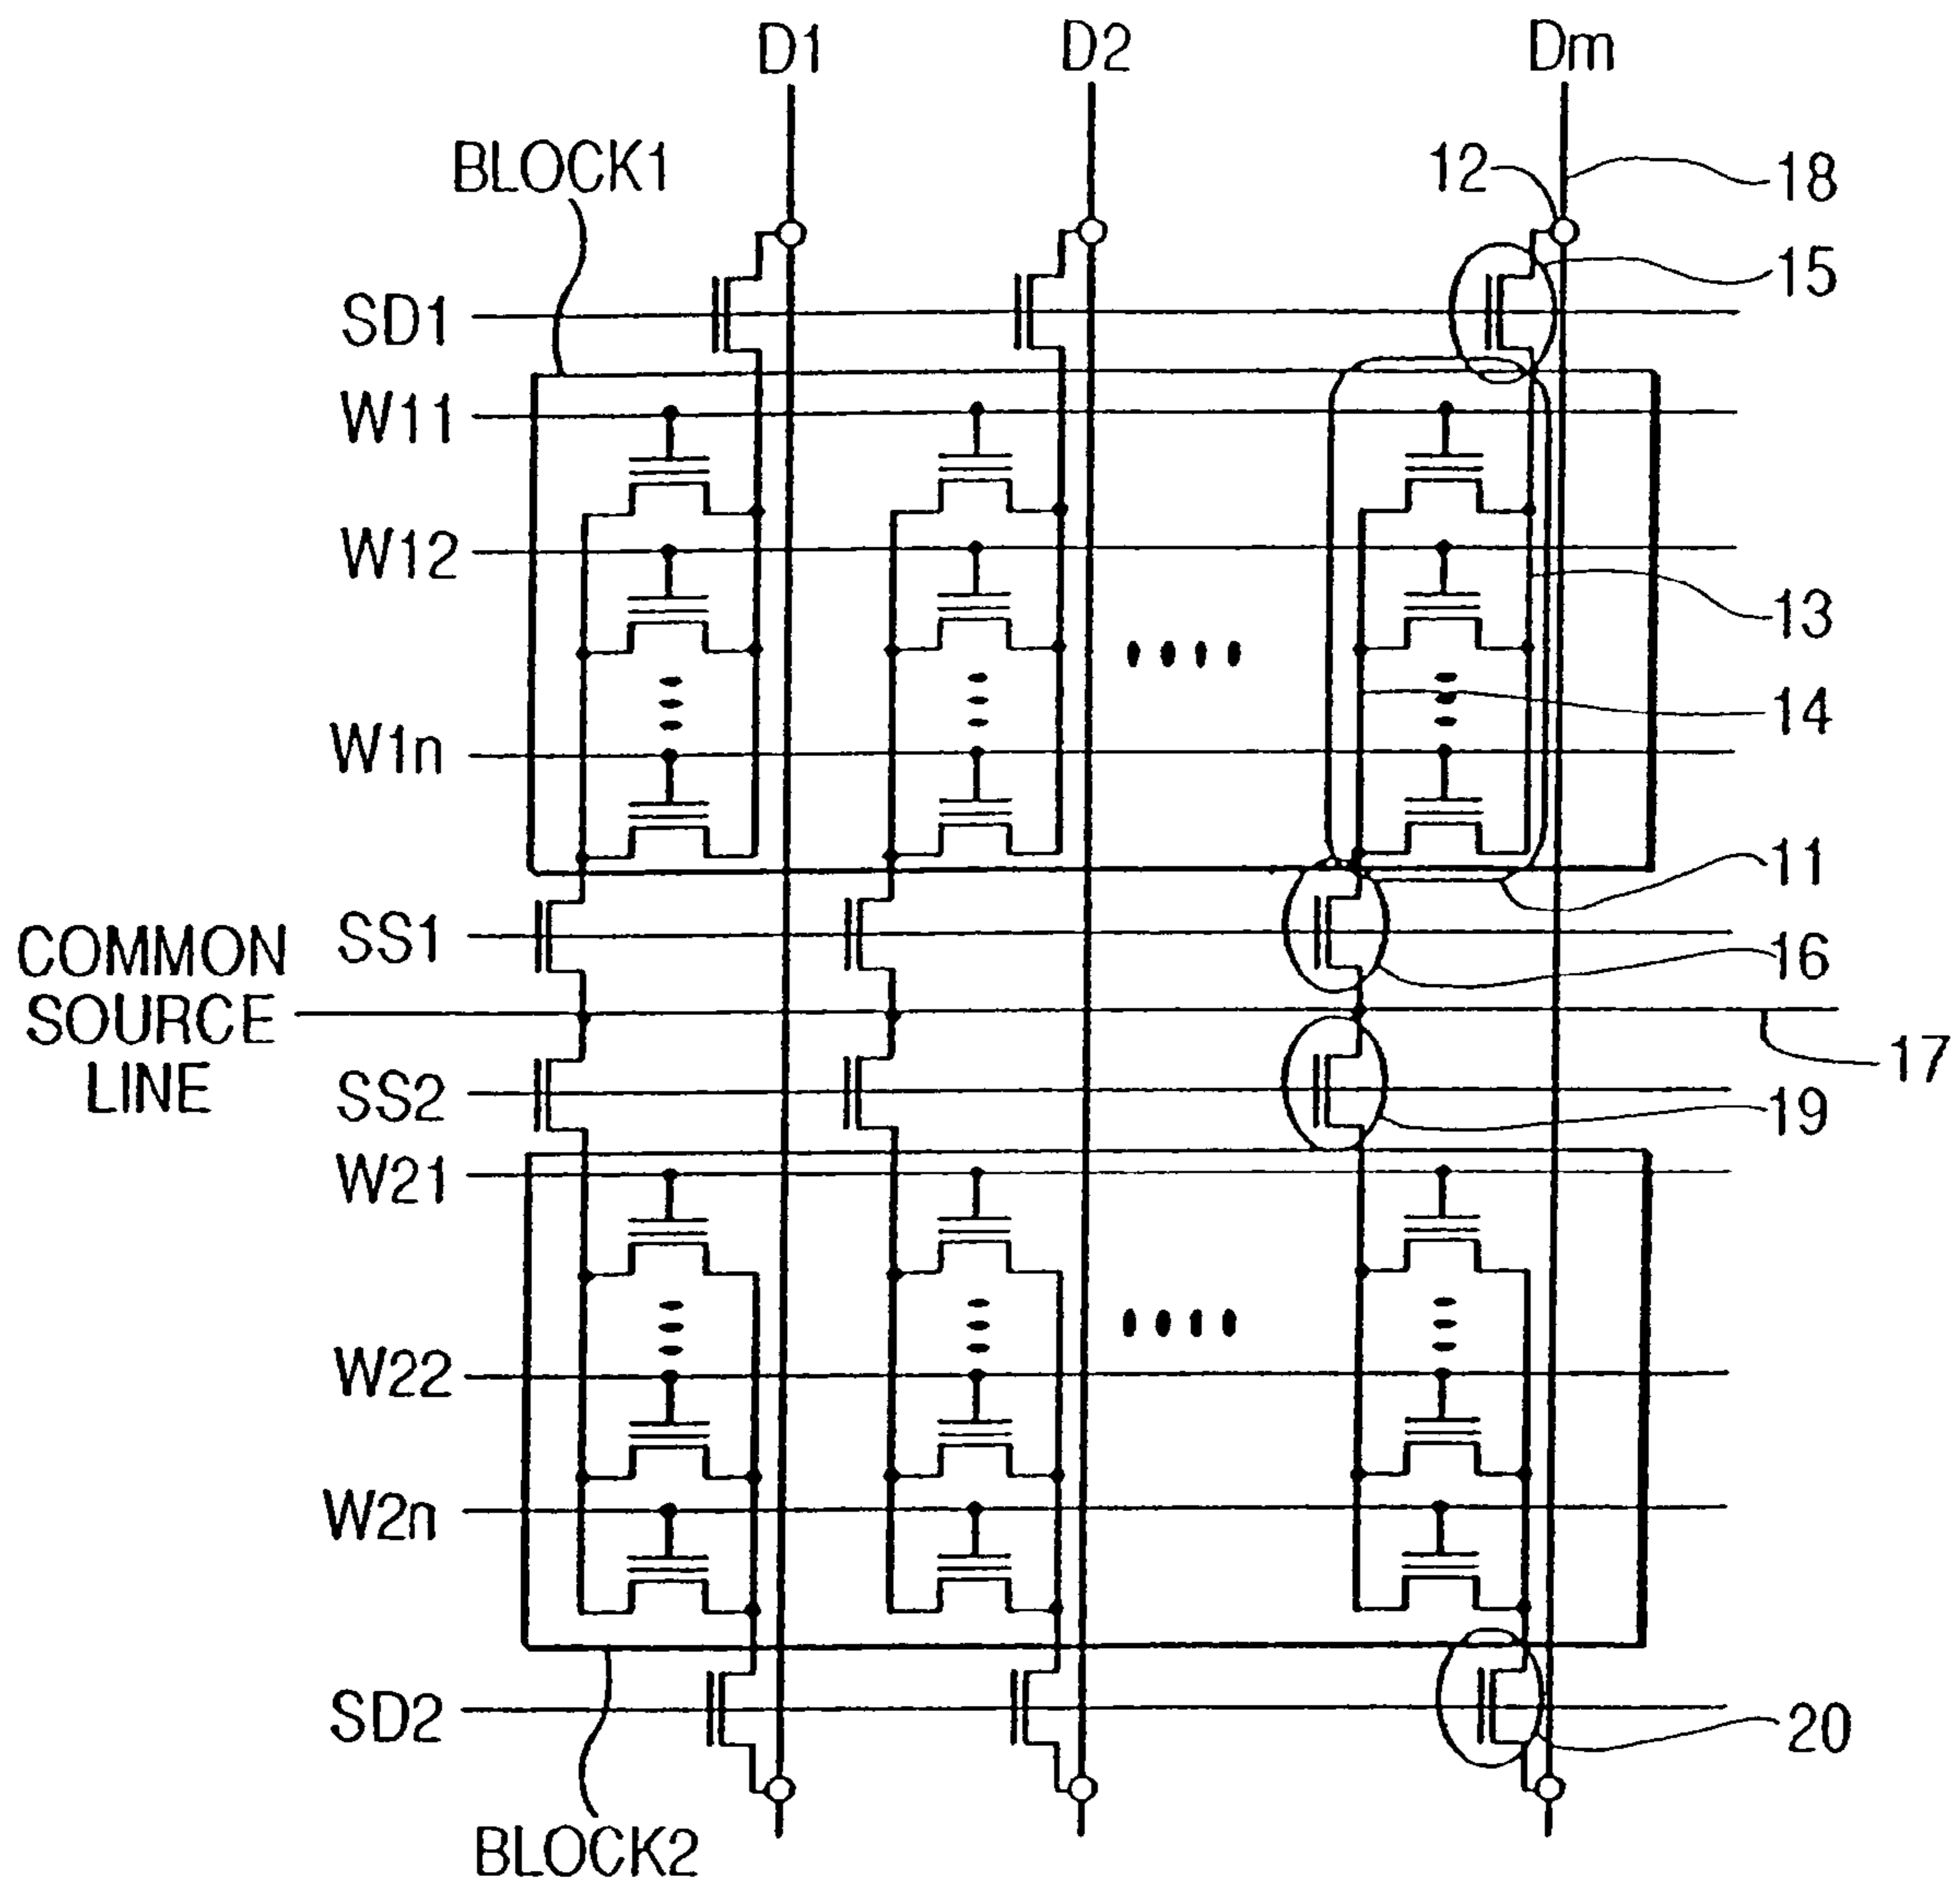 D1 D2 Dm
BLOCK1
12
18
15
SD1
W11
W12
13
14
W1n
11
SS1
16
COMMON
SOURCE
LINE
17
SS2
19
W21
W22
W2n
SD2
20
BLOCK2